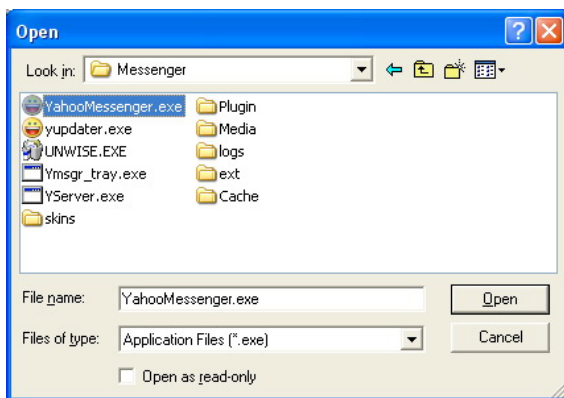 Open
Look in: Messenger
YahooMessenger.exe
yupdater.exe
UNWISE.EXE
Ymsgr_tray.exe
YServer.exe
skins
Plugin
Media
logs
ext
Cache
File name: YahooMessenger.exe Open
Files of type: Application Files (*.exe) Cancel
Open as read-only